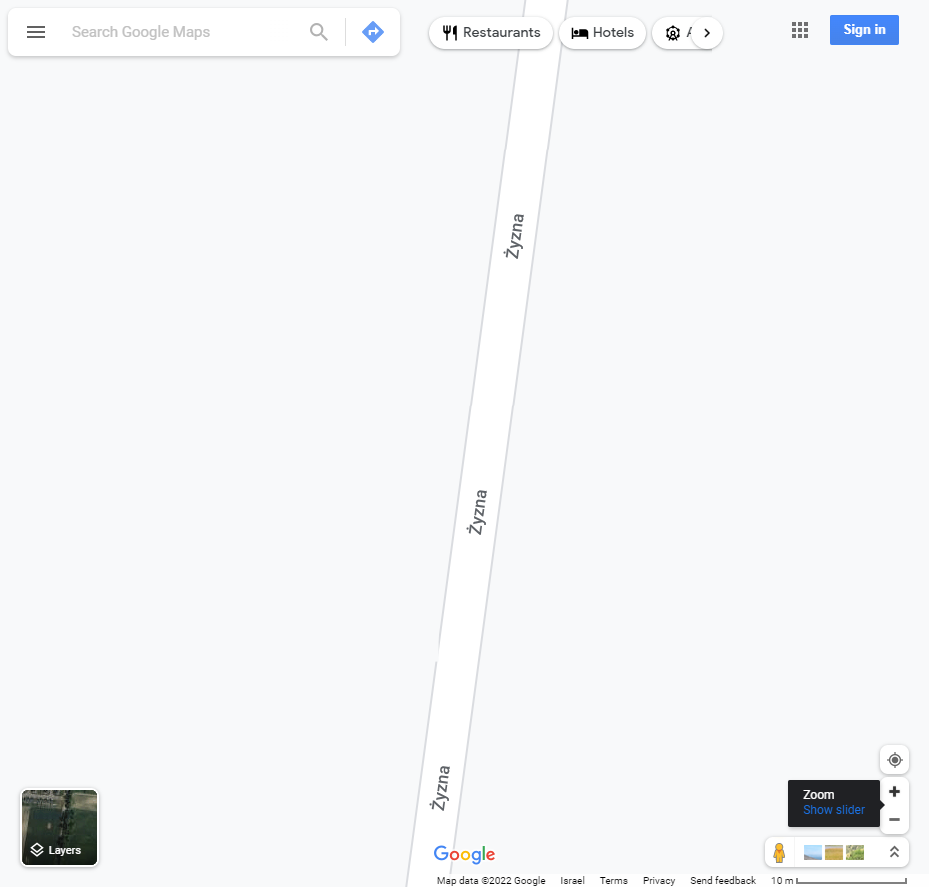 Search Google Maps
Restaurants
Hotels
Sign in
Żyzna
Żyzna
Żyzna
Layers
Zoom
Show slider
Google
Map data ©2022 Google Israel Terms Privacy Send feedback 10 m